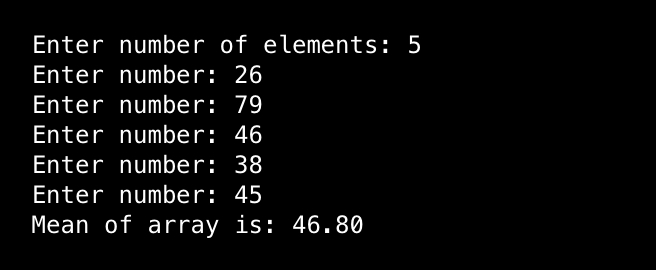 Enter number of elements: 5
Enter number: 26
Enter number: 79
Enter number: 46
Enter number: 38
Enter number: 45
Mean of array is: 46.80